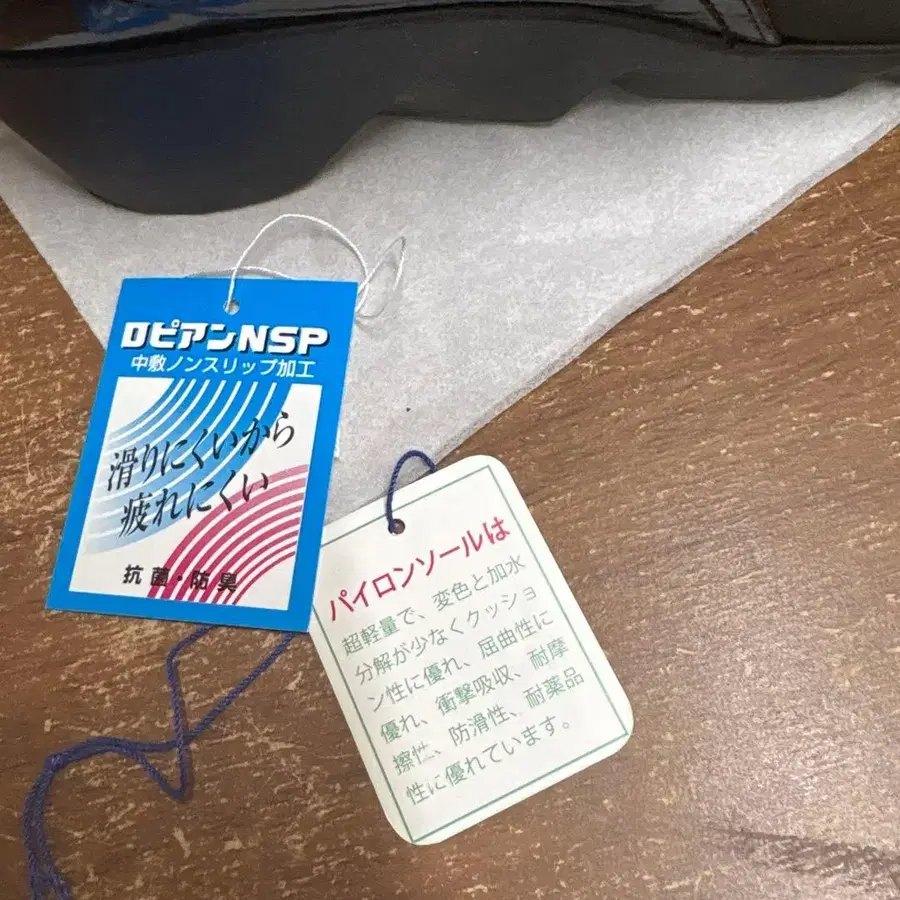 ロピアンNSP
中敷ノンスリップ加工
滑りにくいから
疲れにくい
抗菌・防臭
パイロンソールは
超軽量で、変色と加水
分解が少なくクッショ
ン性に優れ、屈曲性に
優れ、衝撃吸収、耐摩
擦性、防滑性、耐薬品
性に優れています。